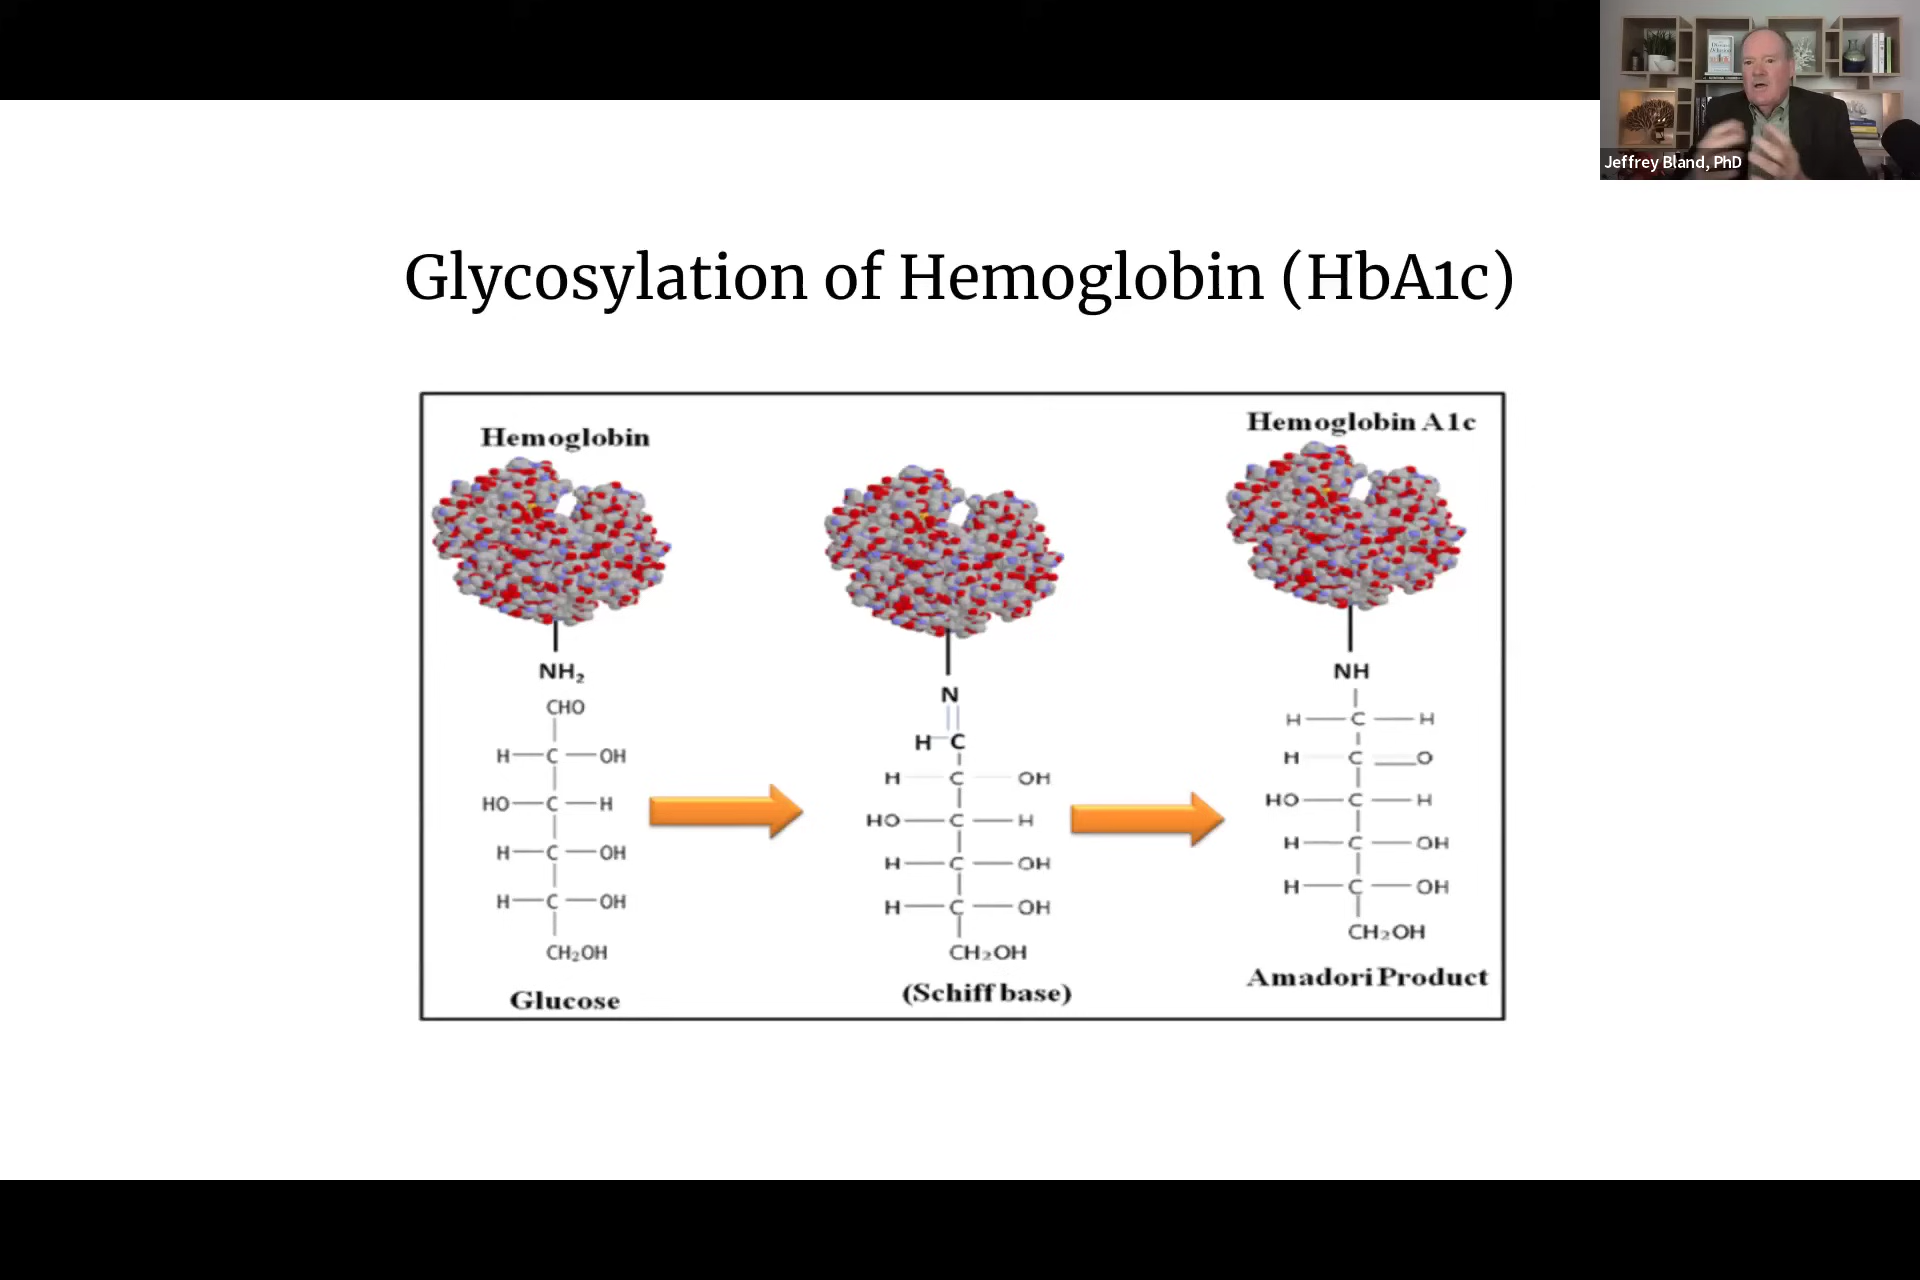 Jeffrey Bland, PhD
Glycosylation of Hemoglobin (HbA1c)
Hemoglobin
NH₂
CHO
H C OH
HO C H
H C OH
H C OH
CH₂OH
Glucose
N
H C
H C OH
HO C H
H C OH
H C OH
CH₂OH
(Schiff base)
Hemoglobin A1c
NH
H C H
H C O
HO C H
H C OH
H C OH
CH₂OH
Amadori Product